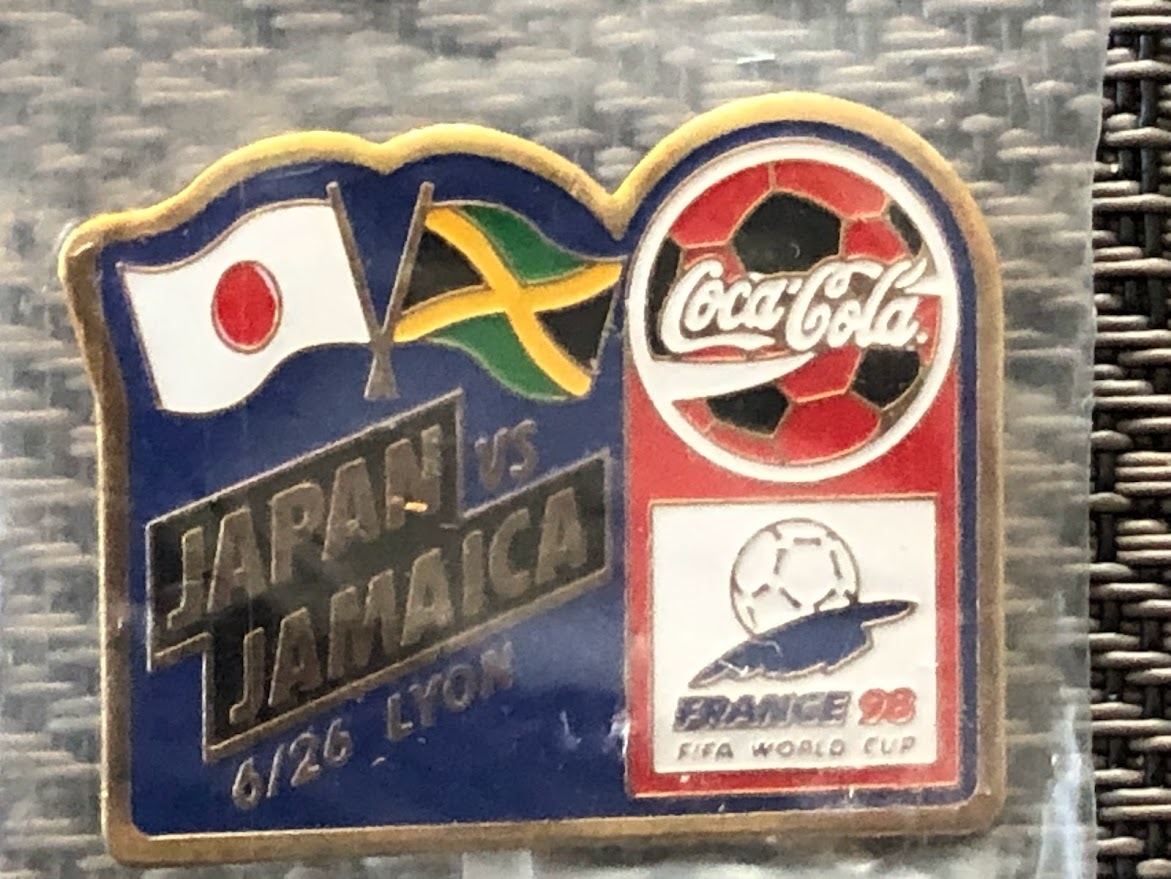 JAPAN VS
JAMAICA
6/26 LYON
Coca-Cola
FRANCE 98
FIFA WORLD CUP